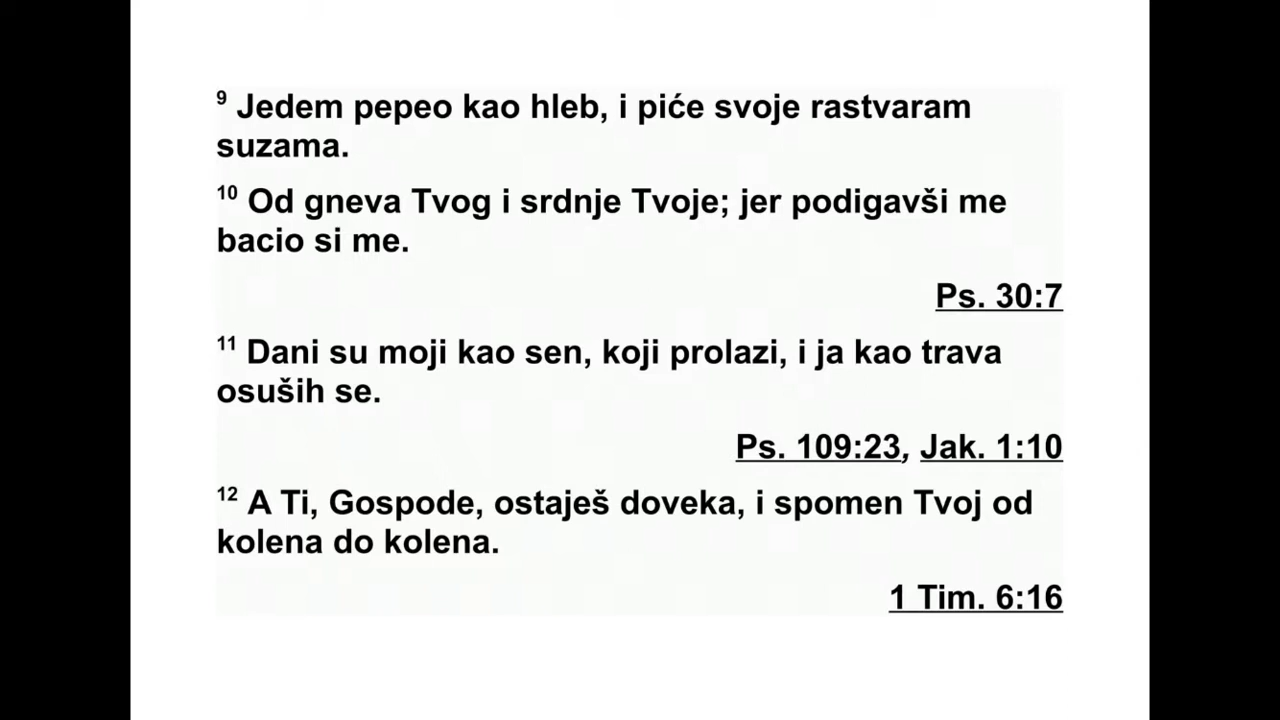 9 Jedem pepeo kao hleb, i piće svoje rastvaram
suzama.
10 Od gneva Tvog i srdnje Tvoje; jer podigavši me
bacio si me.
Ps. 30:7
11 Dani su moji kao sen, koji prolazi, i ja kao trava
osuših se.
Ps. 109:23, Jak. 1:10
12 A Ti, Gospode, ostaješ doveka, i spomen Tvoj od
kolena do kolena.
1 Tim. 6:16